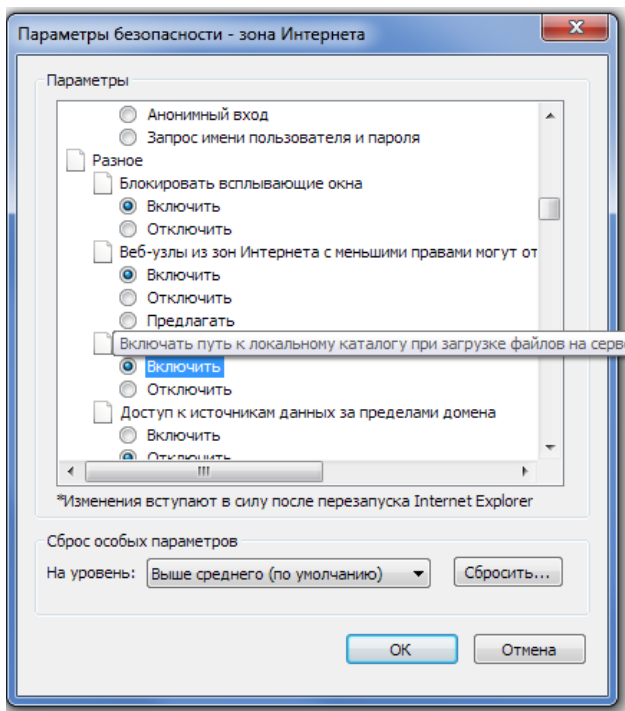 Параметры безопасности - зона Интернета
Параметры
Анонимный вход
Запрос имени пользователя и пароля
Разное
Блокировать всплывающие окна
Включить
Отключить
Веб-узлы из зон Интернета с меньшими правами могут от
Включить
Отключить
Предлагать
Включать путь к локальному каталогу при загрузке файлов на серв
Включить
Отключить
Доступ к источникам данных за пределами домена
Включить
Отключить
*Изменения вступают в силу после перезапуска Internet Explorer
Сброс особых параметров
На уровень: Выше среднего (по умолчанию) Сбросить...
OK Отмена